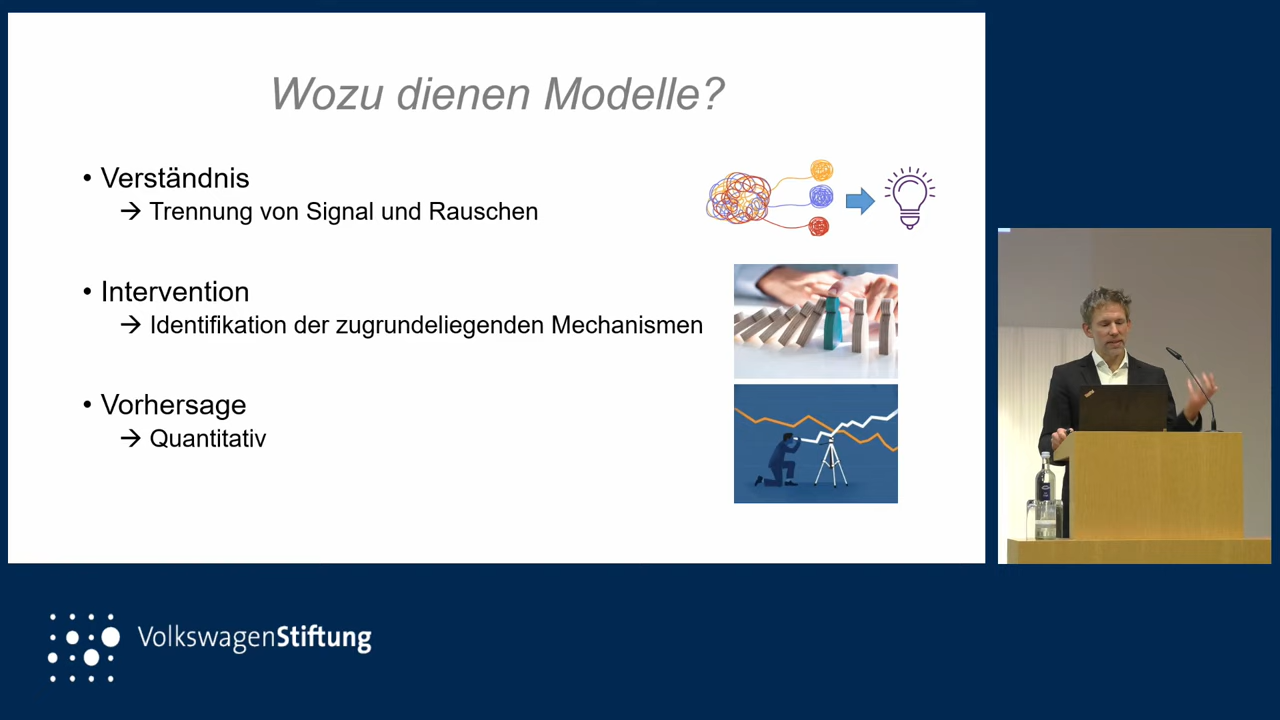 Wozu dienen Modelle?
• Verständnis
→ Trennung von Signal und Rauschen
• Intervention
→ Identifikation der zugrundeliegenden Mechanismen
• Vorhersage
→ Quantitativ
VolkswagenStiftung